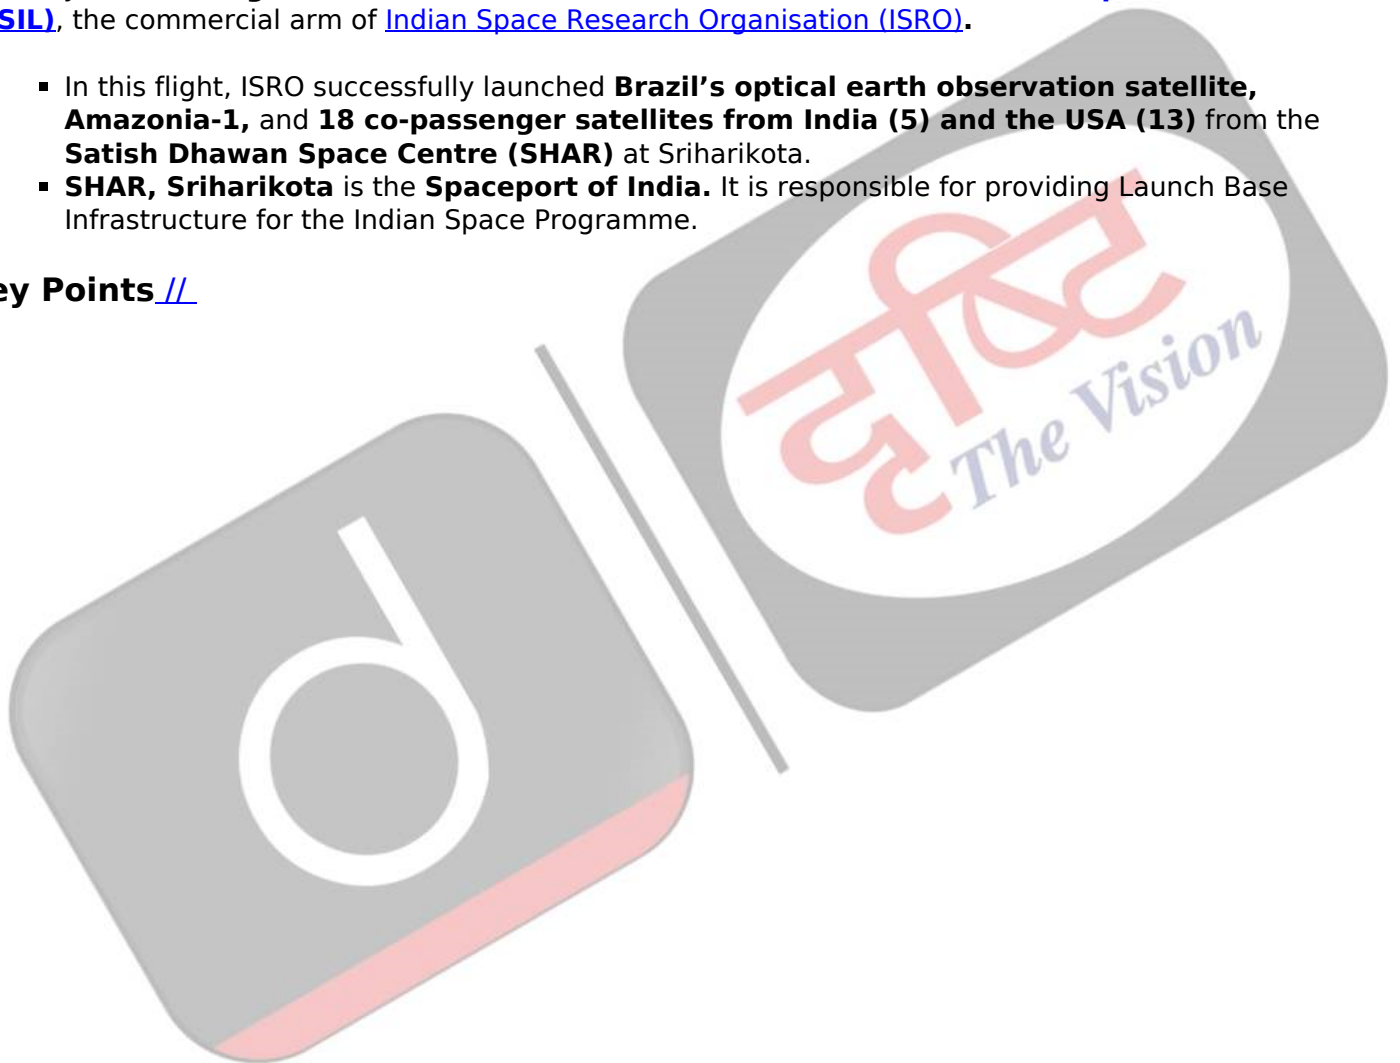 SIL), the commercial arm of Indian Space Research Organisation (ISRO).
▪ In this flight, ISRO successfully launched Brazil’s optical earth observation satellite,
Amazonia-1, and 18 co-passenger satellites from India (5) and the USA (13) from the
Satish Dhawan Space Centre (SHAR) at Sriharikota.
▪ SHAR, Sriharikota is the Spaceport of India. It is responsible for providing Launch Base
Infrastructure for the Indian Space Programme.
ey Points //
दृष्टि
The Vision
d